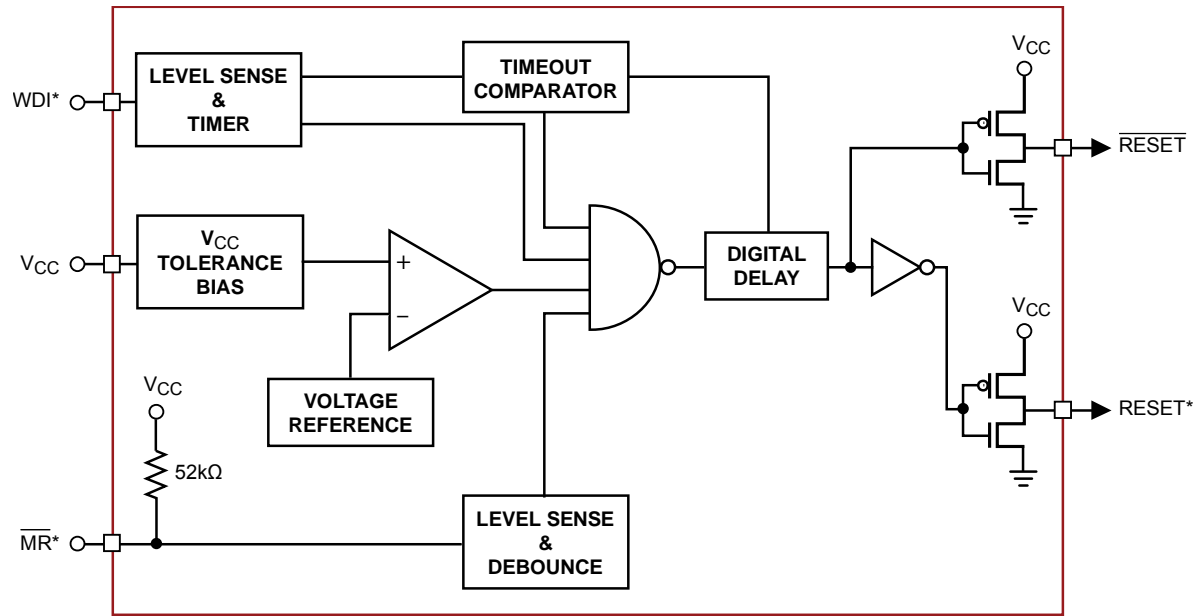 WDI*
LEVEL SENSE
&
TIMER
TIMEOUT
COMPARATOR
VCC
RESET
VCC
VCC
TOLERANCE
BIAS
+
−
DIGITAL
DELAY
VOLTAGE
REFERENCE
VCC
RESET*
VCC
52kΩ
MR*
LEVEL SENSE
&
DEBOUNCE